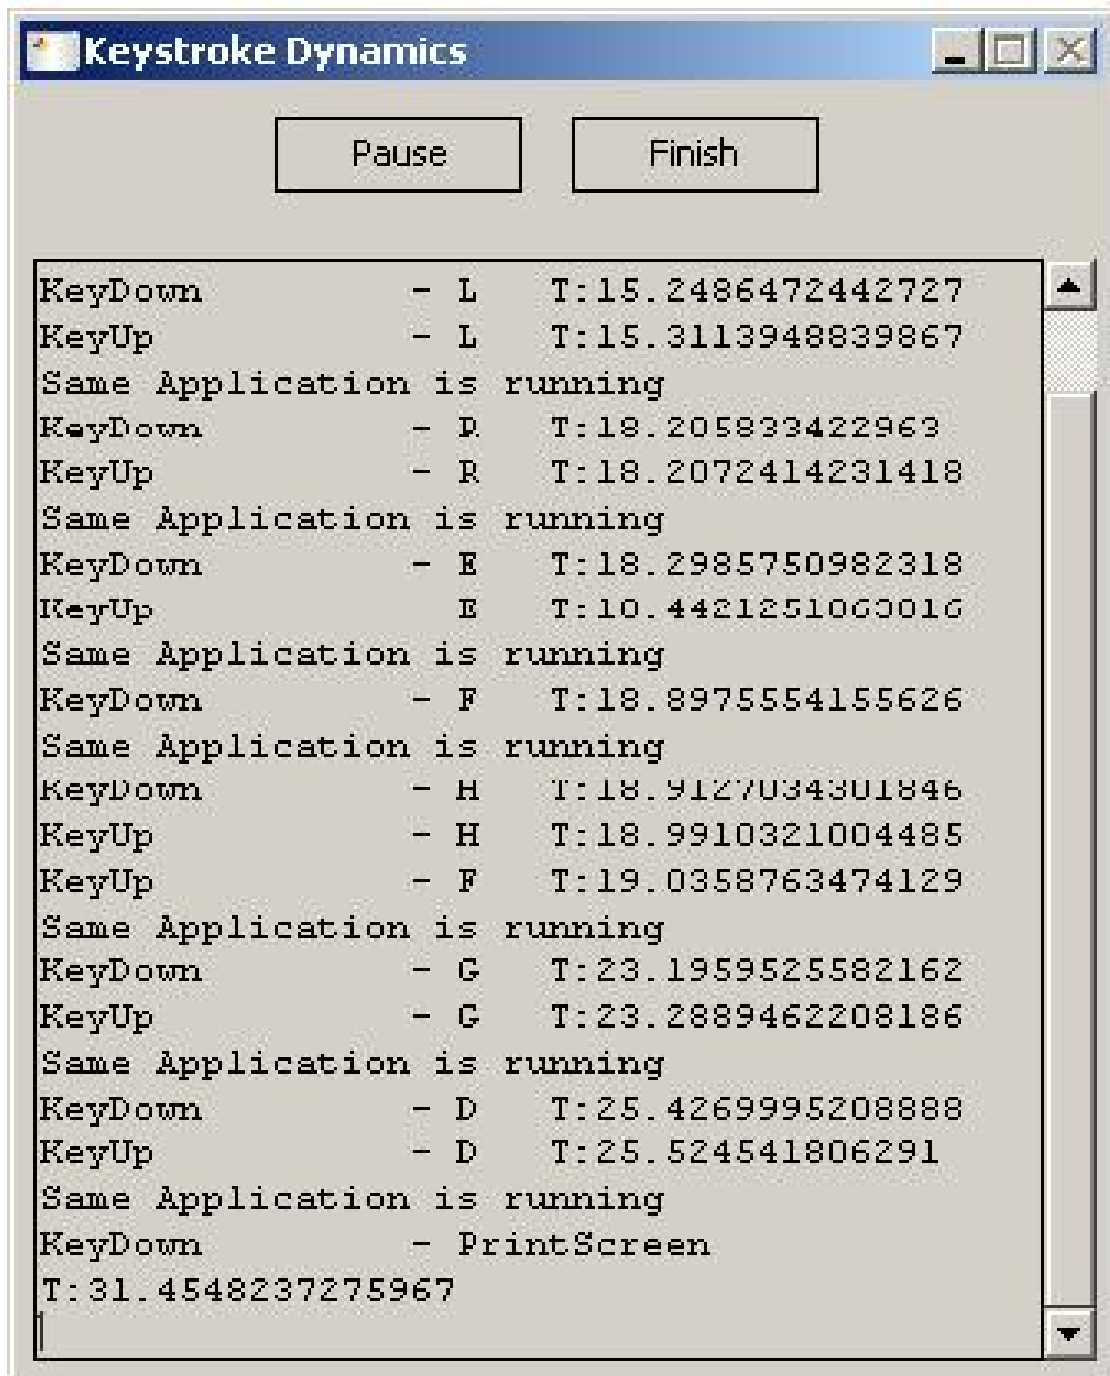 Keystroke Dynamics
Pause Finish
KeyDown - L T:15.2486472442727
KeyUp - L T:15.3113948839867
Same Application is running
KeyDown - R T:18.205833422963
KeyUp - R T:18.2072414231418
Same Application is running
KeyDown - E T:18.2985750982318
KeyUp E
Same Application is running
KeyDown - F T:18.8975554155626
Same Application is running
KeyDown - H T:18.9127034301846
KeyUp - H T:18.9910321004485
KeyUp - F T:19.0358763474129
Same Application is running
KeyDown - G T:23.1959525582162
KeyUp - G T:23.2889462208186
Same Application is running
KeyDown - D T:25.4269995208888
KeyUp - D T:25.524541806291
Same Application is running
KeyDown - PrintScreen
T:31.4548237275967